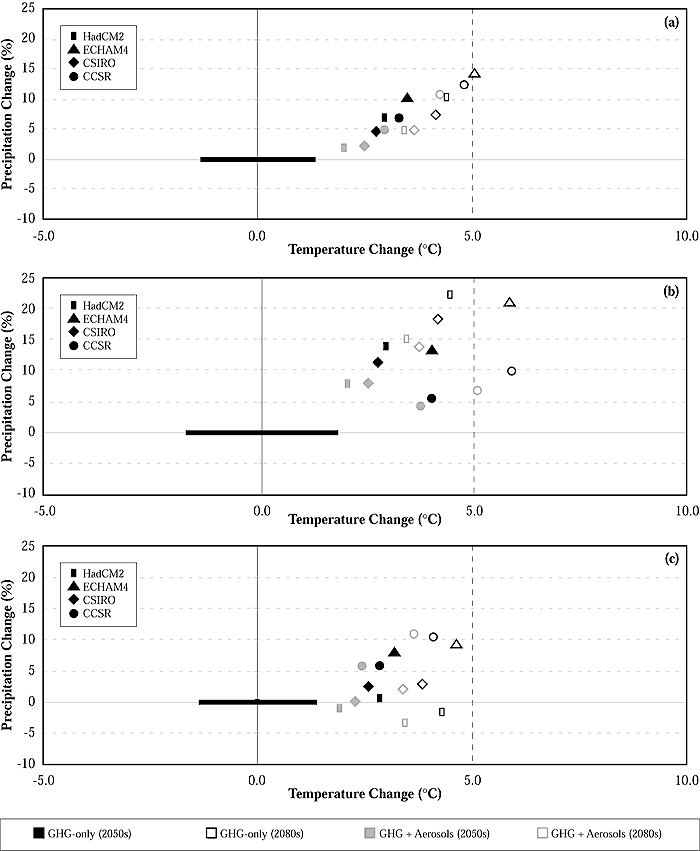 25
(a)
20
HadCM2
ECHAM4
CSIRO
CCSR
15
10
5
0
-5
-10
Precipitation Change (%)
-5.0
0.0
5.0
10.0
Temperature Change (°C)
25
(b)
20
HadCM2
ECHAM4
CSIRO
CCSR
15
10
5
0
-5
-10
Precipitation Change (%)
-5.0
0.0
5.0
10.0
Temperature Change (°C)
25
(c)
20
HadCM2
ECHAM4
CSIRO
CCSR
15
10
5
0
-5
-10
Precipitation Change (%)
-5.0
0.0
5.0
10.0
Temperature Change (°C)
GHG-only (2050s)
GHG-only (2080s)
GHG + Aerosols (2050s)
GHG + Aerosols (2080s)